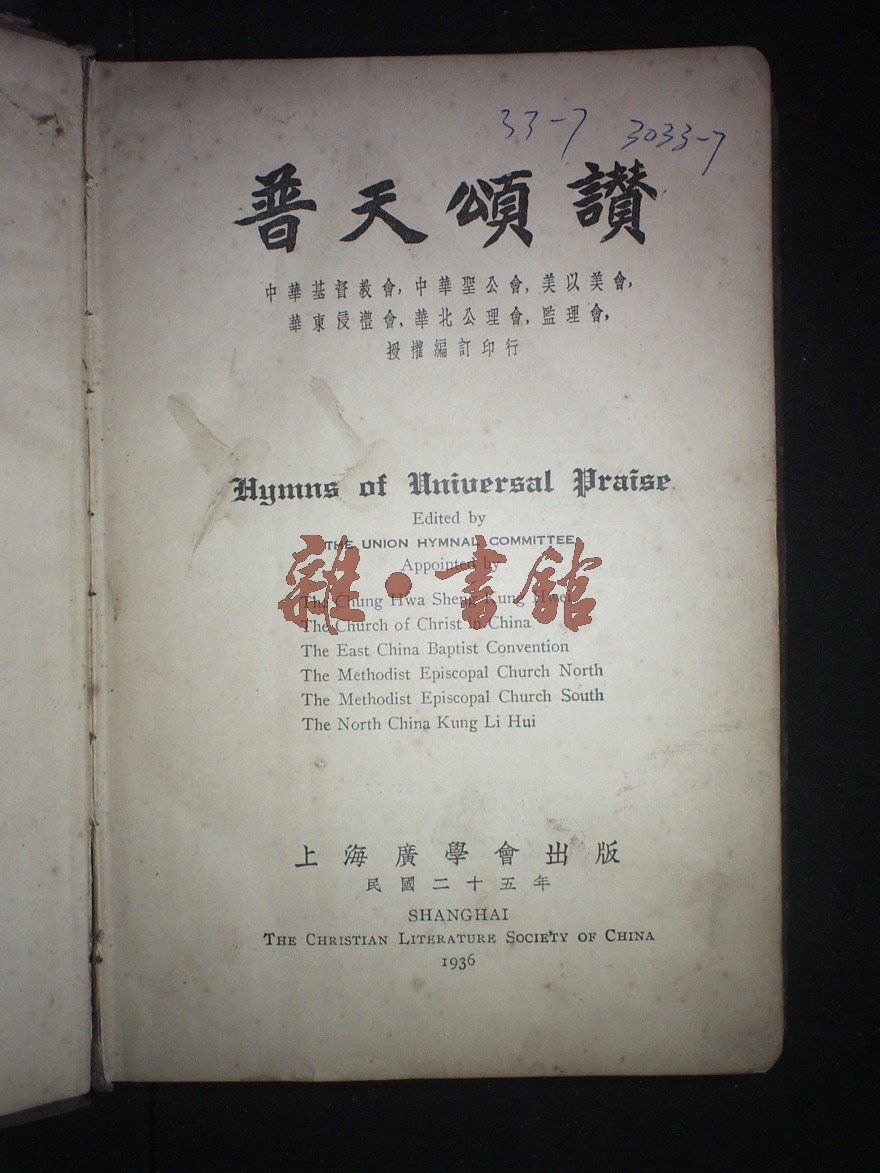 33-7 3033-7
普天頌讚
中華基督教會,中華聖公會,美以美會,
華東浸禮會,華北公理會,監理會,
授權編訂印行
Hymns of Universal Praise
Edited by
THE UNION HYMNAL COMMITTEE
Appointed by
雜·書館
The Chung Hwa Sheng Kung Hwei
The Church of Christ in China
The East China Baptist Convention
The Methodist Episcopal Church North
The Methodist Episcopal Church South
The North China Kung Li Hui
上海廣學會出版
民國二十五年
SHANGHAI
THE CHRISTIAN LITERATURE SOCIETY OF CHINA
1936